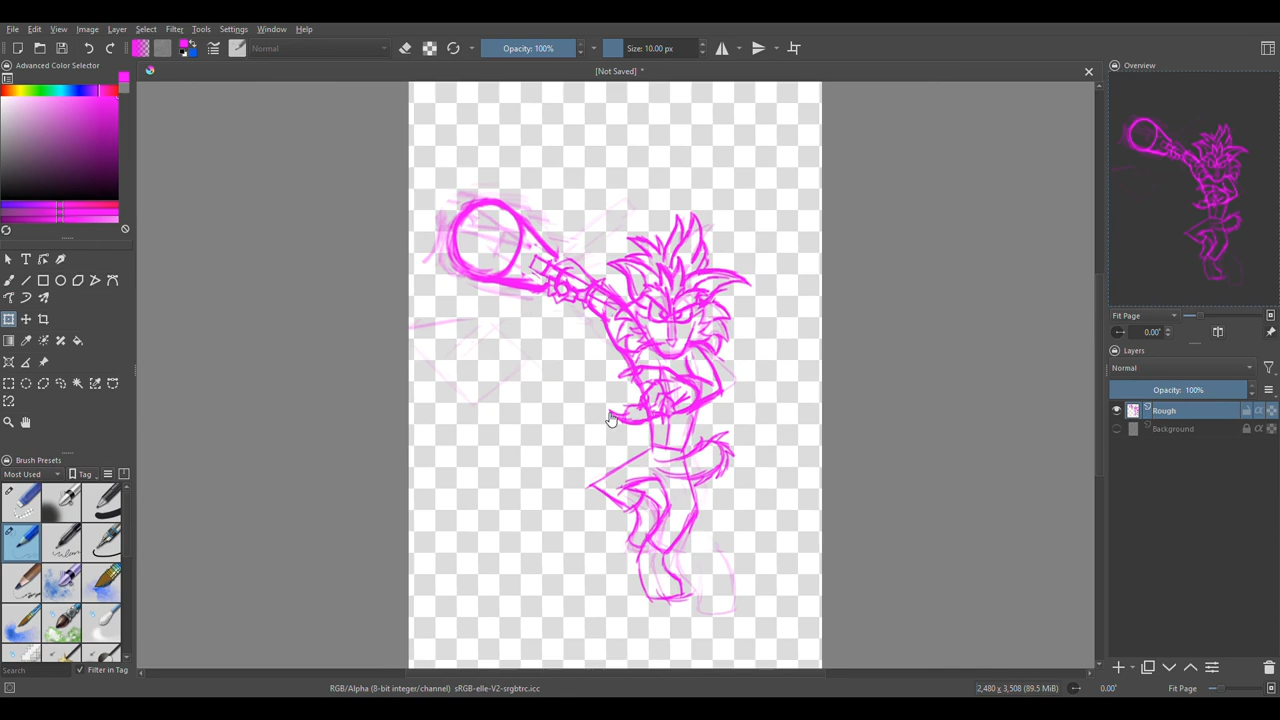 File Edit View Image Layer Select Filter Tools Settings Window Help
Normal Opacity: 100% Size: 10.00 px
Advanced Color Selector
[Not Saved] *
Overview
Fit Page
0.00°
Layers
Normal
Opacity: 100%
Rough
Background
Brush Presets
Most Used Tag
Search Filter in Tag
RGB/Alpha (8-bit integer/channel) sRGB-elle-V2-srgbtrc.icc 2,480 x 3,508 (89.5 MiB) 0.00° Fit Page